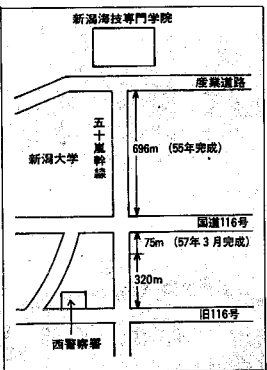 新潟海技専門学院
産業道路
五十嵐幹線
696m (55年完成)
新潟大学
国道116号
75m (57年3月完成)
320m
旧116号
西警察署